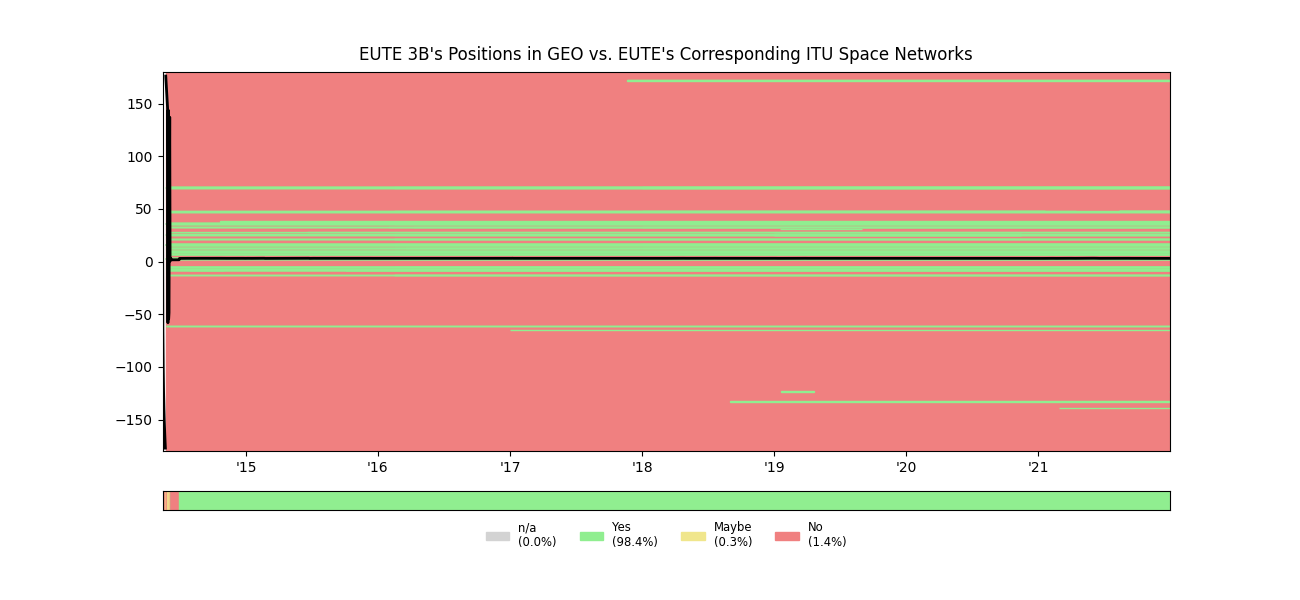 EUTE 3B's Positions in GEO vs. EUTE's Corresponding ITU Space Networks
150
100
50
0
−50
−100
−150
'15 '16 '17 '18 '19 '20 '21
n/a Yes Maybe No
(0.0%) (98.4%) (0.3%) (1.4%)